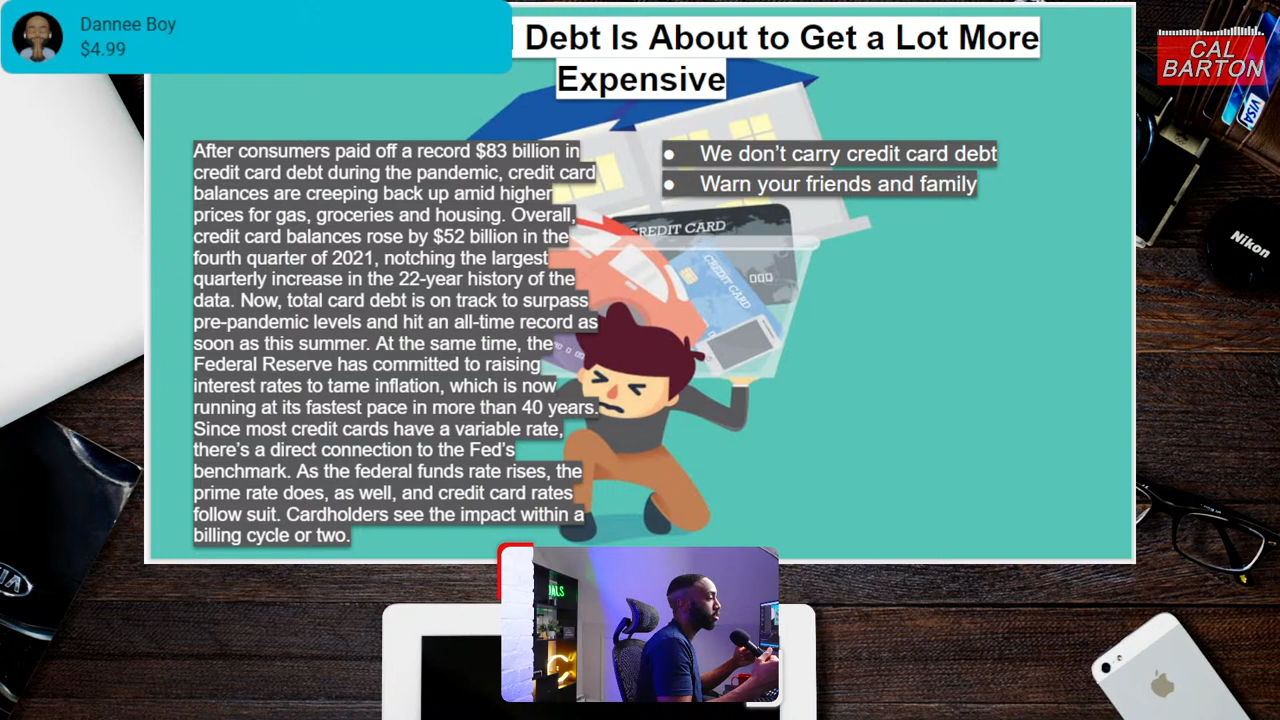 Dannee Boy
$4.99
Debt Is About to Get a Lot More
Expensive
CAL
BARTON
VISA
After consumers paid off a record $83 billion in
credit card debt during the pandemic, credit card
balances are creeping back up amid higher
prices for gas, groceries and housing. Overall,
credit card balances rose by $52 billion in the
fourth quarter of 2021, notching the largest
quarterly increase in the 22-year history of the
data. Now, total card debt is on track to surpass
pre-pandemic levels and hit an all-time record as
soon as this summer. At the same time, the
Federal Reserve has committed to raising
interest rates to tame inflation, which is now
running at its fastest pace in more than 40 years.
Since most credit cards have a variable rate,
there's a direct connection to the Fed's
benchmark. As the federal funds rate rises, the
prime rate does, as well, and credit card rates
follow suit. Cardholders see the impact within a
billing cycle or two.
● We don't carry credit card debt
● Warn your friends and family
CREDIT CARD
CREDIT CARD
Nikon